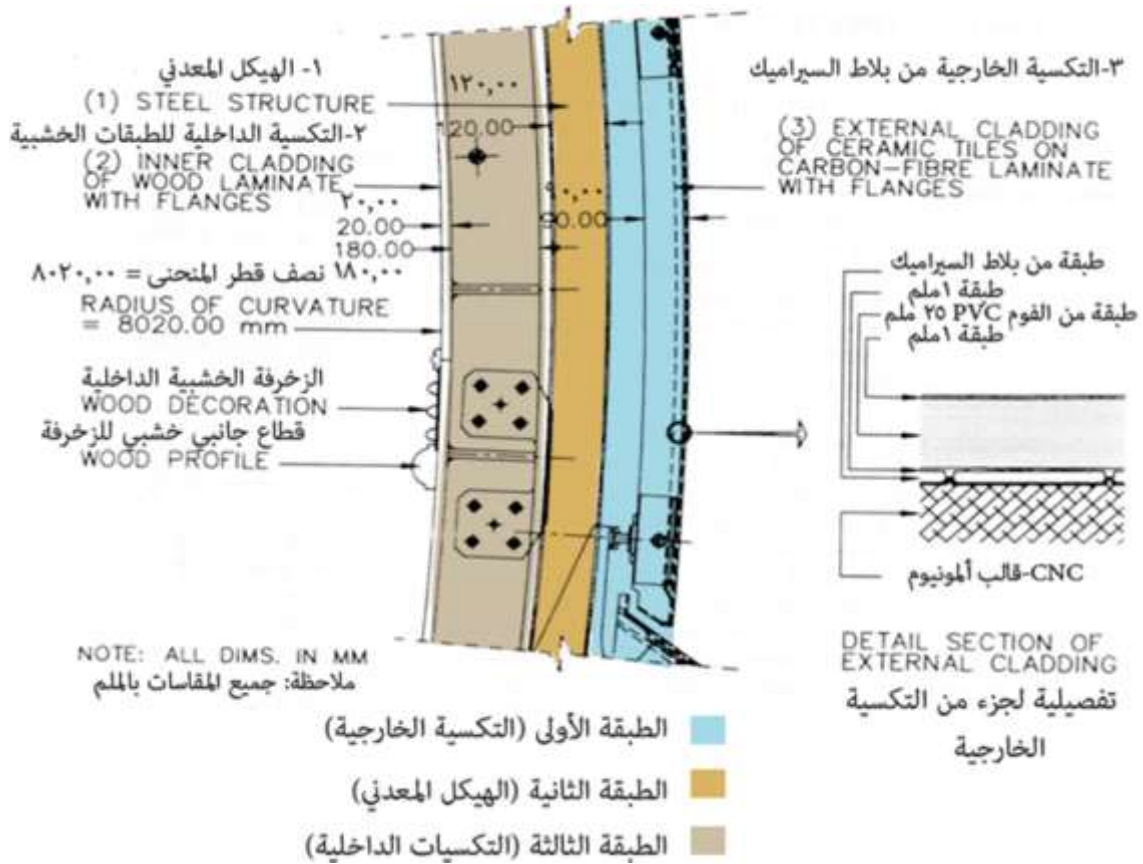 ١- الهيكل المعدني
(1) STEEL STRUCTURE
٢-التكسية الداخلية للطبقات الخشبية
(2) INNER CLADDING
OF WOOD LAMINATE
WITH FLANGES
١٢٠,٠٠
120.00
٢٠,٠٠
20.00
180.00
١٨٠,٠٠
٩٠,٠٠
90.00
نصف قطر المنحنى = ٨٠٢٠,٠٠
RADIUS OF CURVATURE
= 8020.00 mm
الزخرفة الخشبية الداخلية
WOOD DECORATION
قطاع جانبي خشبي للزخرفة
WOOD PROFILE
NOTE: ALL DIMS. IN MM
ملاحظة: جميع المقاسات بالملم
٣-التكسية الخارجية من بلاط السيراميك
(3) EXTERNAL CLADDING
OF CERAMIC TILES ON
CARBON-FIBRE LAMINATE
WITH FLANGES
طبقة من بلاط السيراميك
طبقة ١ملم
طبقة من الفوم PVC ٢٥ ملم
طبقة ١ملم
CNC-قالب ألمونيوم
DETAIL SECTION OF
EXTERNAL CLADDING
تفصيلية لجزء من التكسية
الخارجية
الطبقة الأولى (التكسية الخارجية)
الطبقة الثانية (الهيكل المعدني)
الطبقة الثالثة (التكسيات الداخلية)